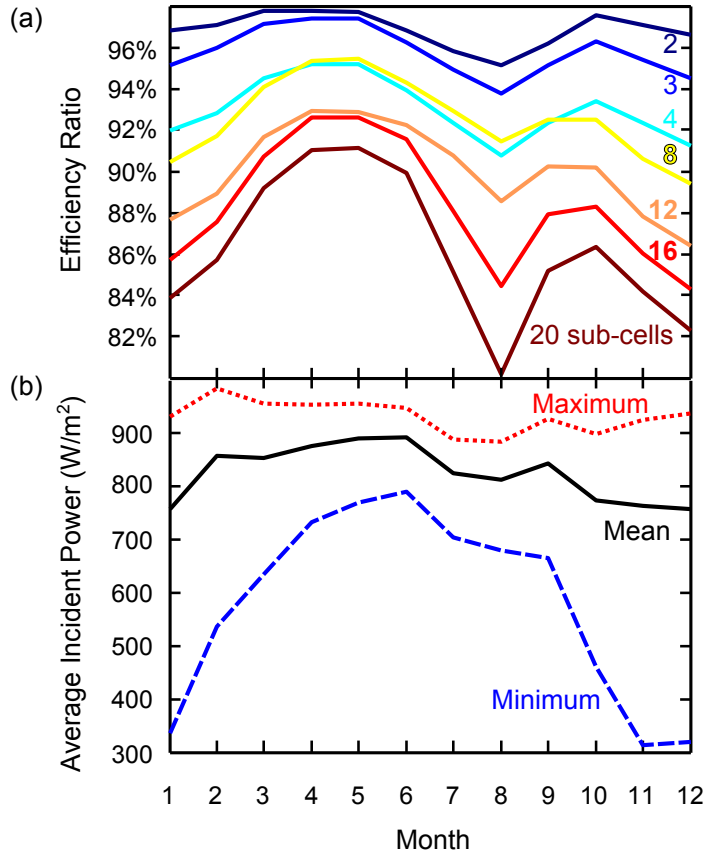 (a)
Efficiency Ratio
96%
94%
92%
90%
88%
86%
84%
82%
2
3
4
8
12
16
20 sub-cells
(b)
Average Incident Power (W/m²)
900
800
700
600
500
400
300
Maximum
Mean
Minimum
1 2 3 4 5 6 7 8 9 10 11 12
Month